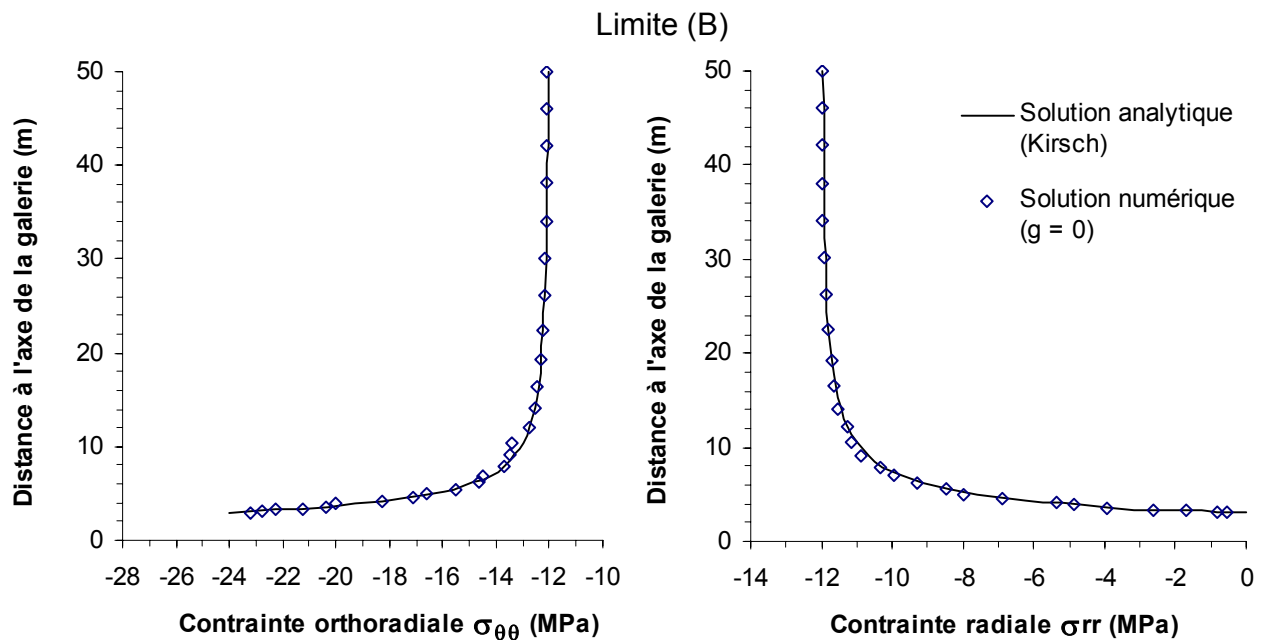 Limite (B)
Distance à l'axe de la galerie (m)
50
40
30
20
10
0
-28 -26 -24 -22 -20 -18 -16 -14 -12 -10
Contrainte orthoradiale σθθ (MPa)
Distance à l'axe de la galerie (m)
50
40
30
20
10
0
-14 -12 -10 -8 -6 -4 -2 0
Contrainte radiale σrr (MPa)
Solution analytique
(Kirsch)
Solution numérique
(g = 0)